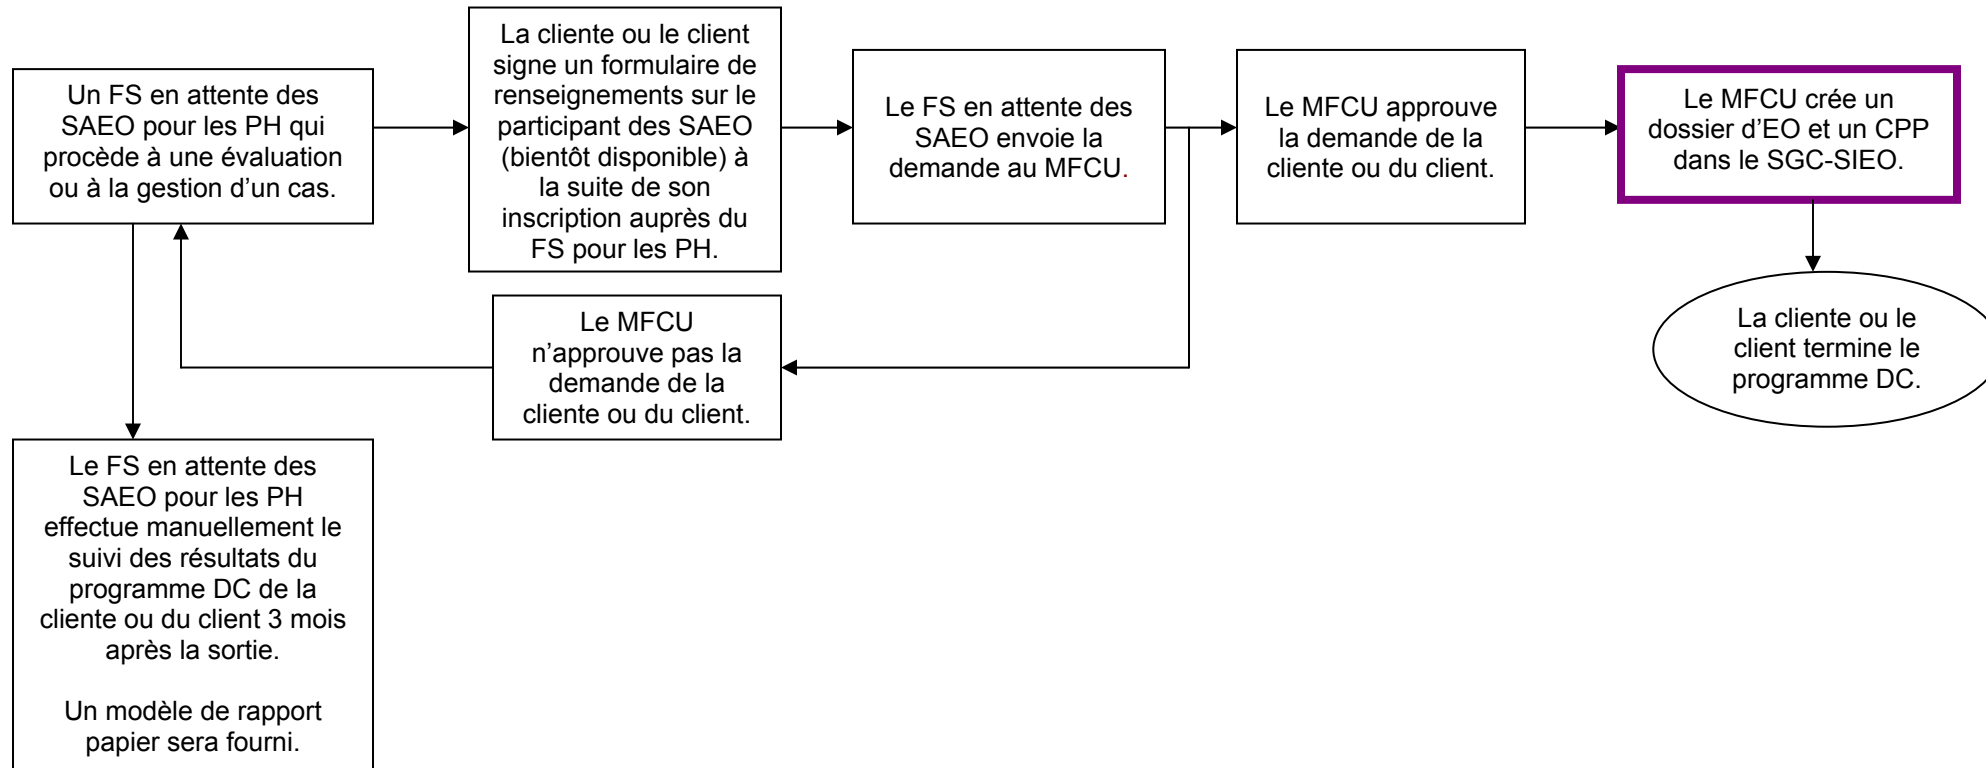 Un FS en attente des
SAEO pour les PH qui
procède à une évaluation
ou à la gestion d’un cas.
La cliente ou le client
signe un formulaire de
renseignements sur le
participant des SAEO
(bientôt disponible) à
la suite de son
inscription auprès du
FS pour les PH.
Le FS en attente des
SAEO envoie la
demande au MFCU.
Le MFCU approuve
la demande de la
cliente ou du client.
Le MFCU crée un
dossier d’EO et un CPP
dans le SGC-SIEO.
La cliente ou le
client termine le
programme DC.
Le MFCU
n’approuve pas la
demande de la
cliente ou du client.
Le FS en attente des
SAEO pour les PH
effectue manuellement le
suivi des résultats du
programme DC de la
cliente ou du client 3 mois
après la sortie.
Un modèle de rapport
papier sera fourni.